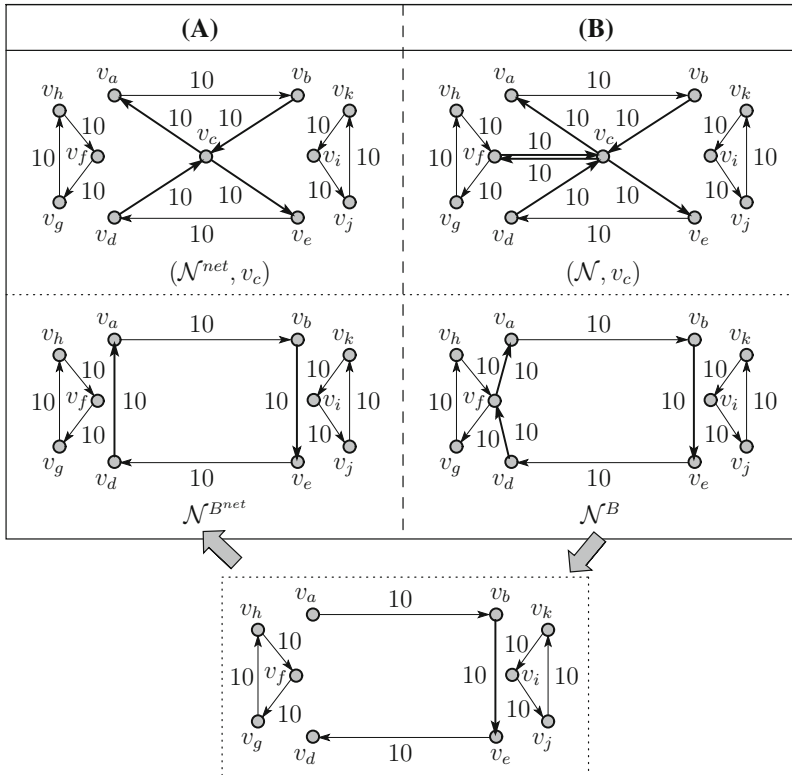 (A) (B)
v_a 10 v_b
v_h v_k
10 10 10 v_c 10
10 v_f v_i 10
10 10 10 10
v_g v_d 10 v_e v_j
(𝒩^{net}, v_c)
v_a 10 v_b
v_h v_k
10 10 10 v_c 10
10 v_f 10 v_i 10
10
10 10 10 10
v_g v_d 10 v_e v_j
(𝒩, v_c)
v_a 10 v_b
v_h v_k
10 10
10 v_f 10 10 v_i 10
10 10
v_g v_d 10 v_e v_j
𝒩^{B^{net}}
v_a 10 v_b
v_h v_k
10 10 10
10 v_f 10 v_i 10
10 10 10
v_g v_d 10 v_e v_j
𝒩^B
v_a 10 v_b
v_h v_k
10 10
10 v_f 10 v_i 10
10 10
v_g v_d 10 v_e v_j